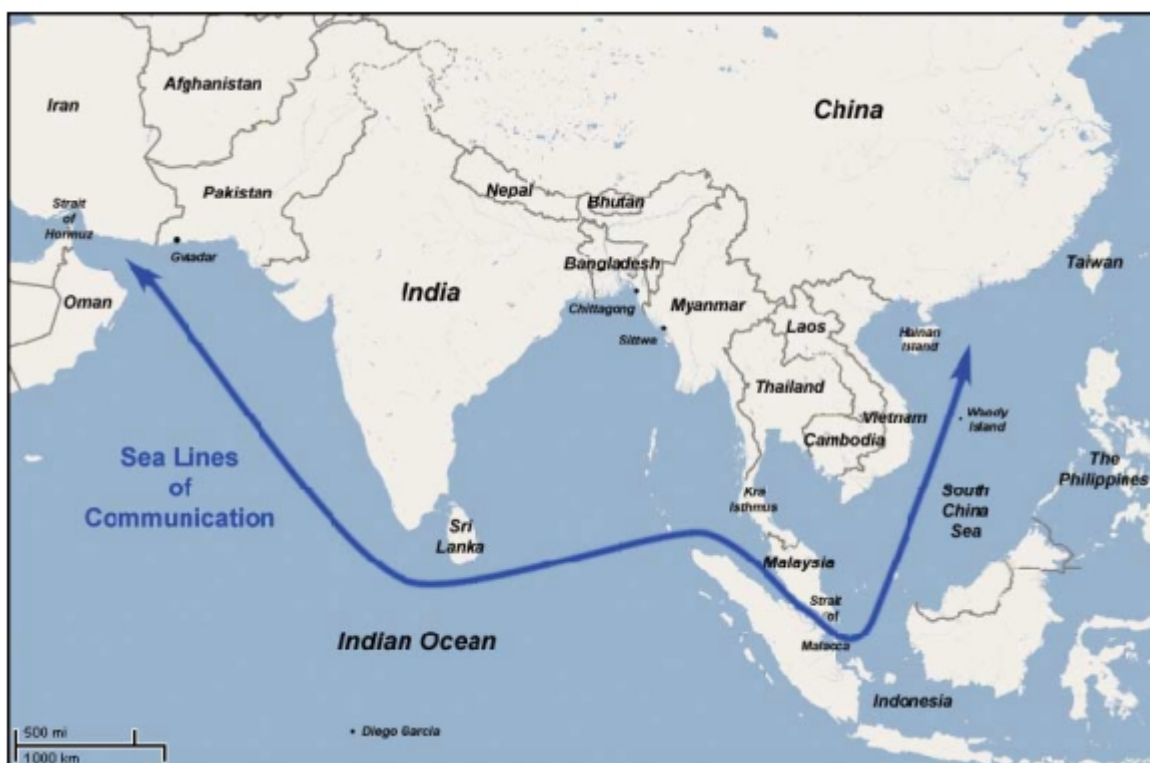 China
Afghanistan
Iran
Pakistan
Nepal
Bhutan
Strait
of
Hormuz
Gwadar
Bangladesh
Taiwan
Oman
India
Chittagong
Myanmar
Sittwe
Laos
Hainan
Island
Thailand
Vietnam
Woody
Island
Cambodia
The
Philippines
Sea Lines
of
Communication
Kra
Isthmus
South
China
Sea
Sri
Lanka
Malaysia
Strait
of
Malacca
Indian Ocean
Indonesia
500 mi
1000 km
Diego Garcia